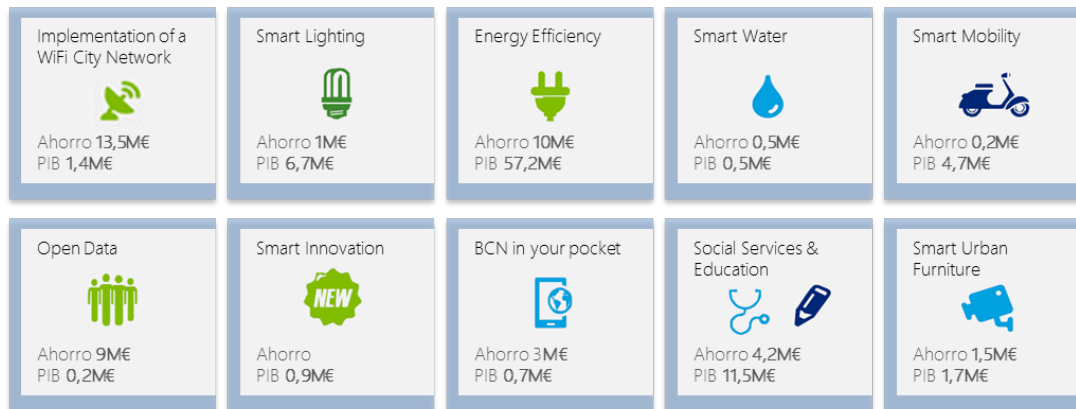 Implementation of a
WiFi City Network
Ahorro 13,5M€
PIB 1,4M€
Smart Lighting
Ahorro 1M€
PIB 6,7M€
Energy Efficiency
Ahorro 10M€
PIB 57,2M€
Smart Water
Ahorro 0,5M€
PIB 0,5M€
Smart Mobility
Ahorro 0,2M€
PIB 4,7M€
Open Data
Ahorro 9M€
PIB 0,2M€
Smart Innovation
NEW
Ahorro
PIB 0,9M€
BCN in your pocket
Ahorro 3M€
PIB 0,7M€
Social Services &
Education
Ahorro 4,2M€
PIB 11,5M€
Smart Urban
Furniture
Ahorro 1,5M€
PIB 1,7M€